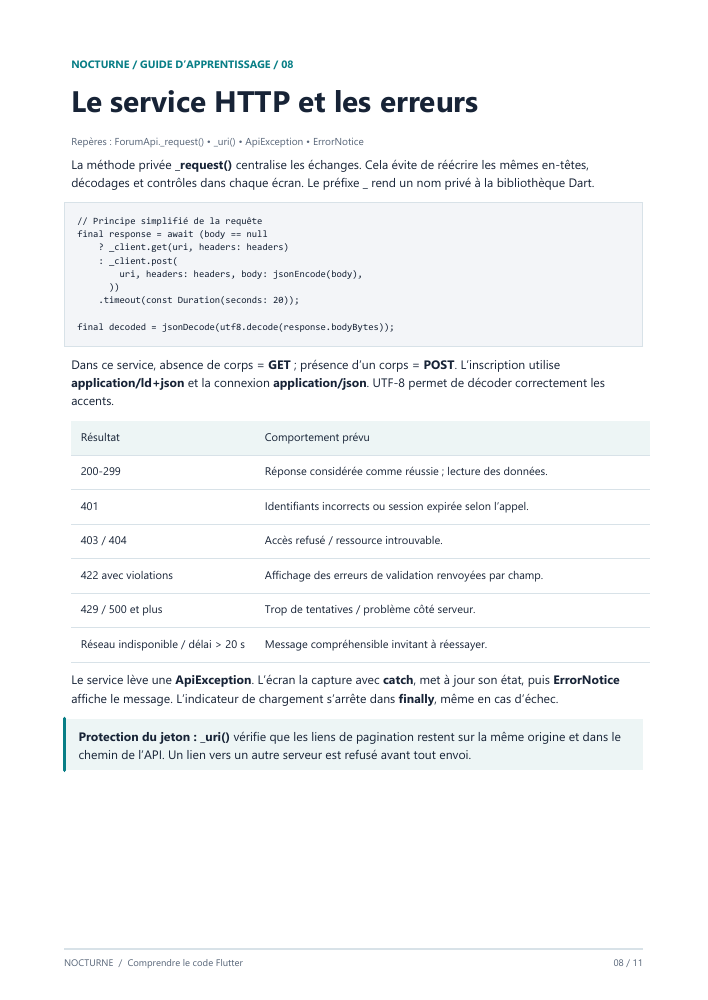 NOCTURNE / GUIDE D’APPRENTISSAGE / 08
Le service HTTP et les erreurs
Repères : ForumApi._request() • _uri() • ApiException • ErrorNotice
La méthode privée _request() centralise les échanges. Cela évite de réécrire les mêmes en-têtes,
décodages et contrôles dans chaque écran. Le préfixe _ rend un nom privé à la bibliothèque Dart.
// Principe simplifié de la requête
final response = await (body == null
    ? _client.get(uri, headers: headers)
    : _client.post(
        uri, headers: headers, body: jsonEncode(body),
      ))
    .timeout(const Duration(seconds: 20));
final decoded = jsonDecode(utf8.decode(response.bodyBytes));
Dans ce service, absence de corps = GET ; présence d’un corps = POST. L’inscription utilise
application/ld+json et la connexion application/json. UTF-8 permet de décoder correctement les
accents.
Résultat Comportement prévu
200-299 Réponse considérée comme réussie ; lecture des données.
401 Identifiants incorrects ou session expirée selon l’appel.
403 / 404 Accès refusé / ressource introuvable.
422 avec violations Affichage des erreurs de validation renvoyées par champ.
429 / 500 et plus Trop de tentatives / problème côté serveur.
Réseau indisponible / délai > 20 s Message compréhensible invitant à réessayer.
Le service lève une ApiException. L’écran la capture avec catch, met à jour son état, puis ErrorNotice
affiche le message. L’indicateur de chargement s’arrête dans finally, même en cas d’échec.
Protection du jeton : _uri() vérifie que les liens de pagination restent sur la même origine et dans le
chemin de l’API. Un lien vers un autre serveur est refusé avant tout envoi.
NOCTURNE / Comprendre le code Flutter
08 / 11